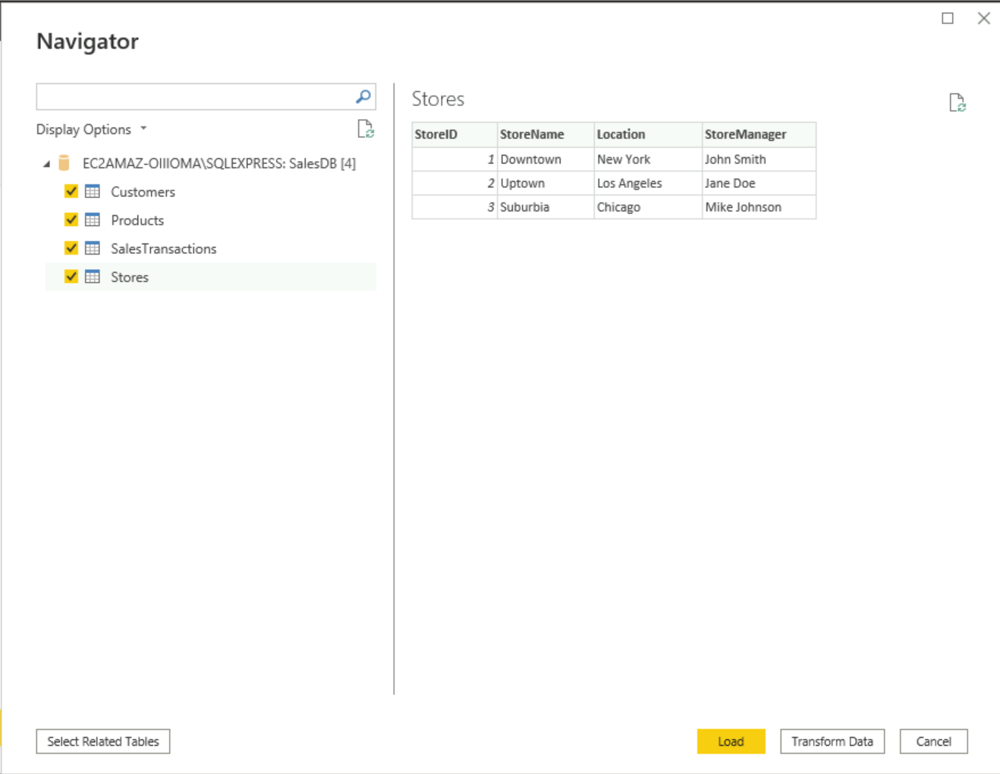 Navigator
Display Options
EC2AMAZ-OIIIOMA\SQLEXPRESS: SalesDB [4]
Customers
Products
SalesTransactions
Stores
Stores
StoreID StoreName Location StoreManager
1 Downtown New York John Smith
2 Uptown Los Angeles Jane Doe
3 Suburbia Chicago Mike Johnson
Select Related Tables
Load Transform Data Cancel